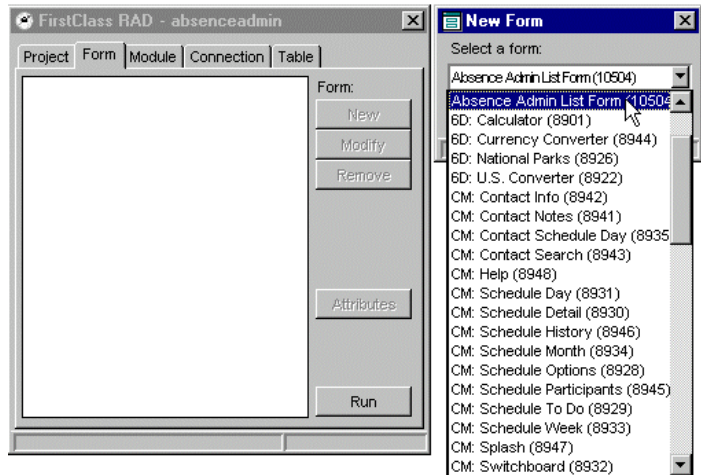 FirstClass RAD - absenceadmin
Project Form Module Connection Table
Form:
New
Modify
Remove
Attributes
Run
New Form
Select a form:
Absence Admin List Form (10504)
Absence Admin List Form (10504
6D: Calculator (8901)
6D: Currency Converter (8944)
6D: National Parks (8926)
6D: U.S. Converter (8922)
CM: Contact Info (8942)
CM: Contact Notes (8941)
CM: Contact Schedule Day (8935
CM: Contact Search (8943)
CM: Help (8948)
CM: Schedule Day (8931)
CM: Schedule Detail (8930)
CM: Schedule History (8946)
CM: Schedule Month (8934)
CM: Schedule Options (8928)
CM: Schedule Participants (8945)
CM: Schedule To Do (8929)
CM: Schedule Week (8933)
CM: Splash (8947)
CM: Switchboard (8932)